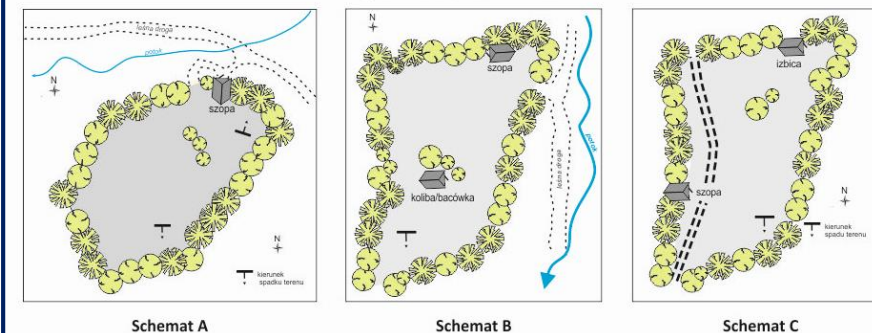 leśna droga
potok
N
szopa
N
kierunek
spadku terenu
Schemat A
N
szopa
koliba/bacówka
leśna droga
potok
Schemat B
izbica
szopa
N
kierunek
spadu terenu
Schemat C